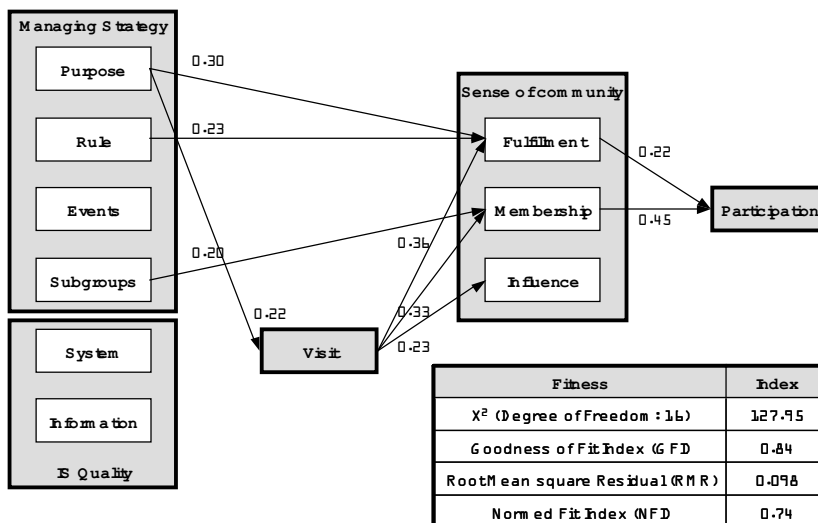 Managing Strategy
Purpose
Rule
Events
Subgroups
System
Information
IS Quality
0.30
0.23
0.20
0.22
Visit
0.36
0.33
0.23
Sense of community
Fulfilment
Membership
Influence
0.22
0.45
Participation
Fitness Index
X² (Degree of Freedom : 16) 127.95
Goodness of Fit Index (GFI) 0.84
Root Mean square Residual (RMR) 0.098
Normed Fit Index (NFI) 0.74